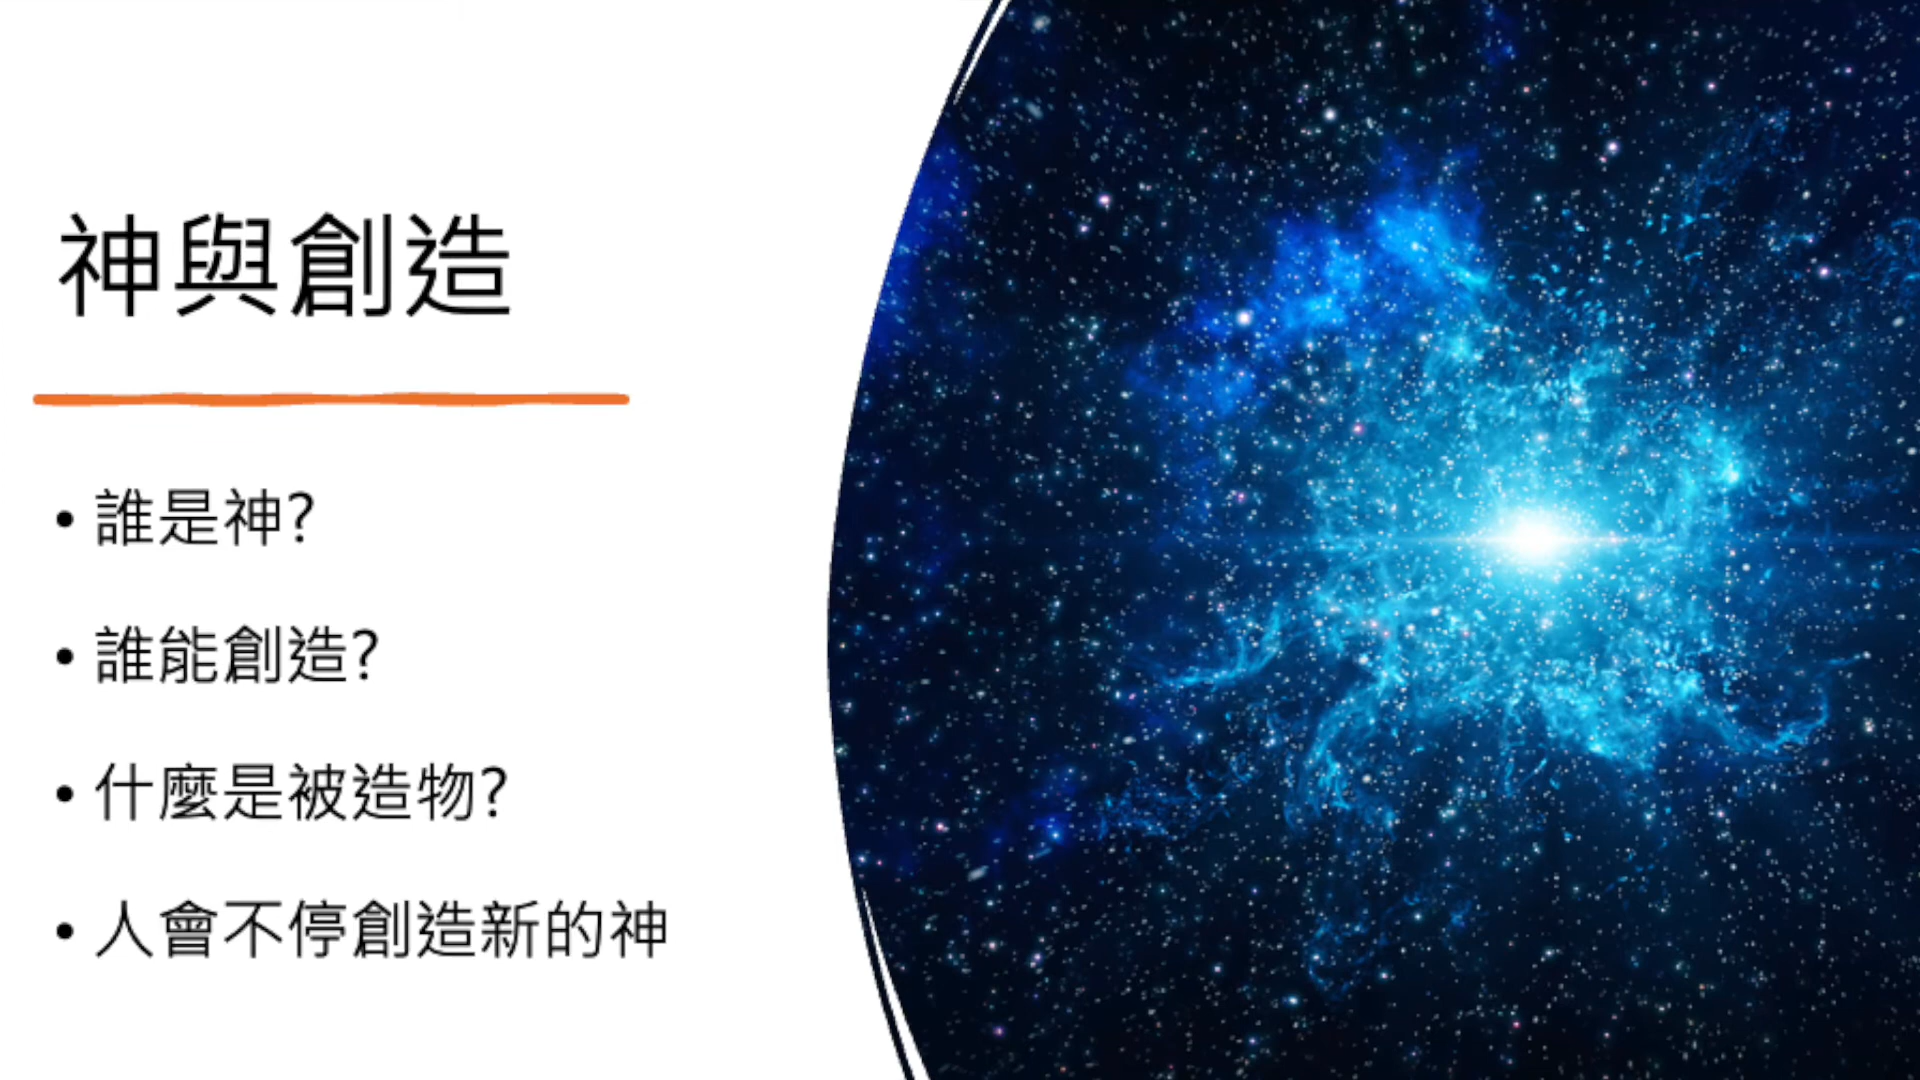 神與創造
• 誰是神?
• 誰能創造?
• 什麼是被造物?
• 人會不停創造新的神